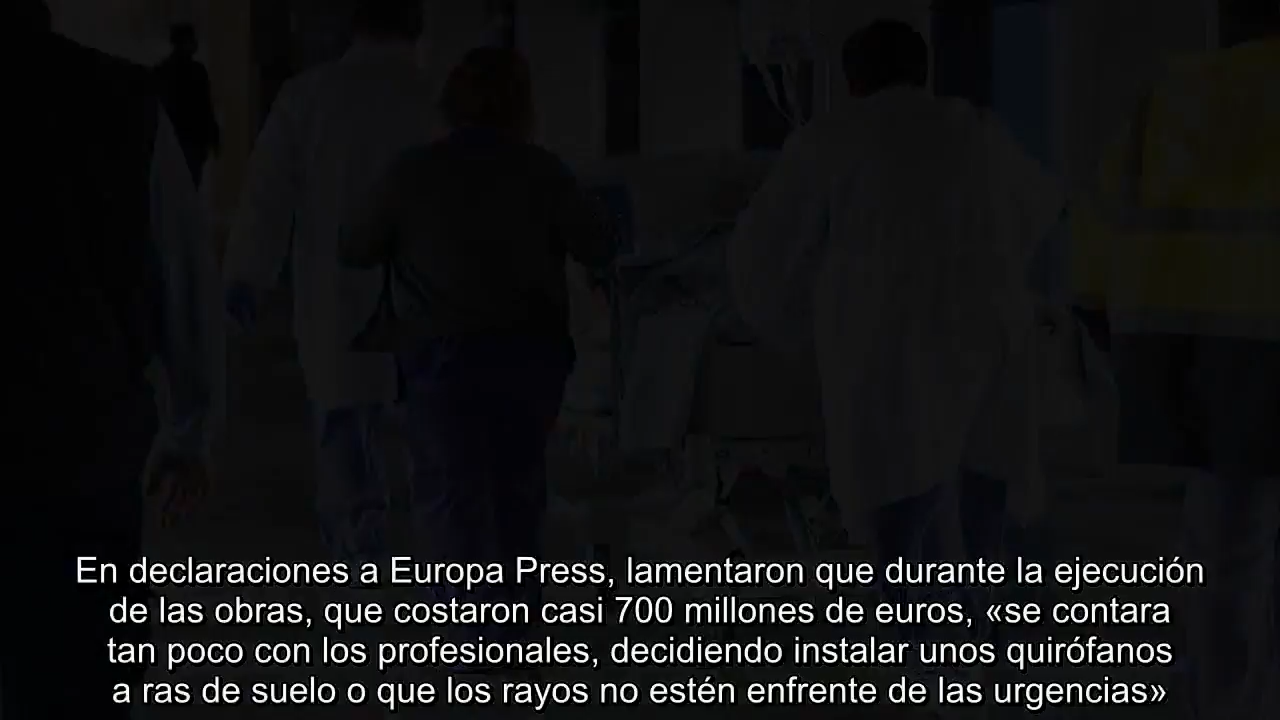 En declaraciones a Europa Press, lamentaron que durante la ejecución
de las obras, que costaron casi 700 millones de euros, «se contara
tan poco con los profesionales, decidiendo instalar unos quirófanos
a ras de suelo o que los rayos no estén enfrente de las urgencias»